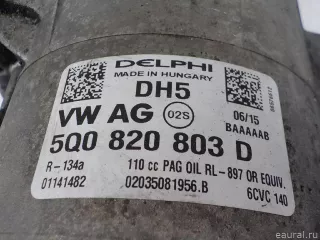 DELPHI
MADE IN HUNGARY
DH5
VW AG 02S
06/15
BAAAAAB
5Q0 820 803 D
R-134a 110 cc PAG OIL RL-897 OR EQUIV.
01141482 02035081956.B 6CVC 140
eaural.ru